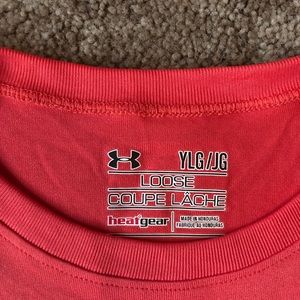 YLG/JG
LOOSE
COUPE LÂCHE
heatgear
MADE IN HONDURAS
FABRIQUÉ AU HONDURAS